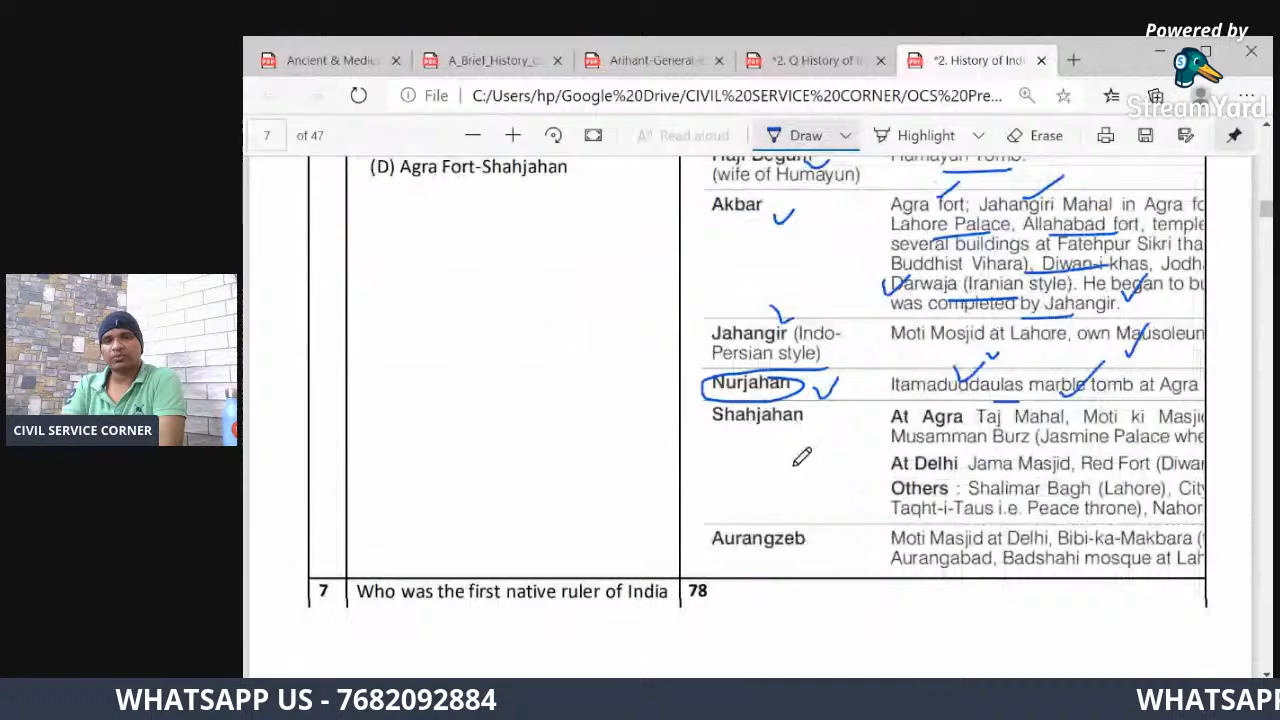 Powered by
StreamYard
Ancient & Medic
A_Brief_History_
Arihant-General-
*2. Q History of I
*2. History of Indi
File
C:/Users/hp/Google%20Drive/CIVIL%20SERVICE%20CORNER/OCS%20Pre...
7 of 47
Read aloud
Draw
Highlight
Erase
(D) Agra Fort-Shahjahan
Haji Begum
(wife of Humayun)
Humayun Tomb.
Akbar
Agra fort; Jahangiri Mahal in Agra fo
Lahore Palace, Allahabad fort, temple
several buildings at Fatehpur Sikri tha
Buddhist Vihara), Diwan-i-khas, Jodh
Darwaja (Iranian style). He began to bu
was completed by Jahangir.
Jahangir (Indo-
Persian style)
Moti Mosjid at Lahore, own Mausoleun
Nurjahan
Itamaduddaulas marble tomb at Agra
Shahjahan
At Agra Taj Mahal, Moti ki Masji
Musamman Burz (Jasmine Palace whe
At Delhi Jama Masjid, Red Fort (Diwar
Others : Shalimar Bagh (Lahore), City
Taqht-i-Taus i.e. Peace throne), Nahor
Aurangzeb
Moti Masjid at Delhi, Bibi-ka-Makbara (
Aurangabad, Badshahi mosque at Lah
7
Who was the first native ruler of India
78
CIVIL SERVICE CORNER
WHATSAPP US - 7682092884
WHATSAPP